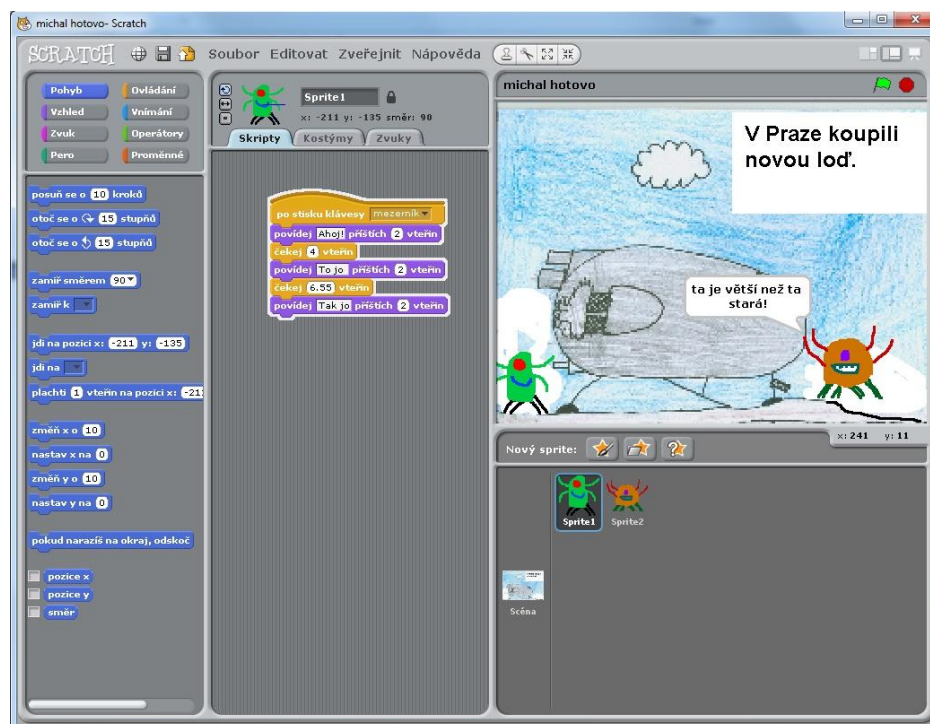 michal hotovo- Scratch
SCRATCH
Soubor Editovat Zveřejnit Nápověda
Pohyb
Ovládání
Vzhled
Vnímání
Zvuk
Operátory
Pero
Proměnné
posuň se o 10 kroků
otoč se o 15 stupňů
otoč se o 15 stupňů
zamiř směrem 90
zamiř k
jdi na pozici x: -211 y: -135
jdi na
plachti 1 vteřin na pozici x: -21
změň x o 10
nastav x na 0
změň y o 10
nastav y na 0
pokud narazíš na okraj, odskoč
pozice x
pozice y
směr
Sprite1
x: -211 y: -135 směr: 90
Skripty Kostýmy Zvuky
po stisku klávesy mezerník
povídej Ahoj! příštích 2 vteřin
čekej 4 vteřin
povídej To jo příštích 2 vteřin
čekej 6.55 vteřin
povídej Tak jo příštích 2 vteřin
michal hotovo
V Praze koupili
novou loď.
ta je větší než ta
stará!
x: 241 y: 11
Nový sprite:
Sprite1
Sprite2
Scéna